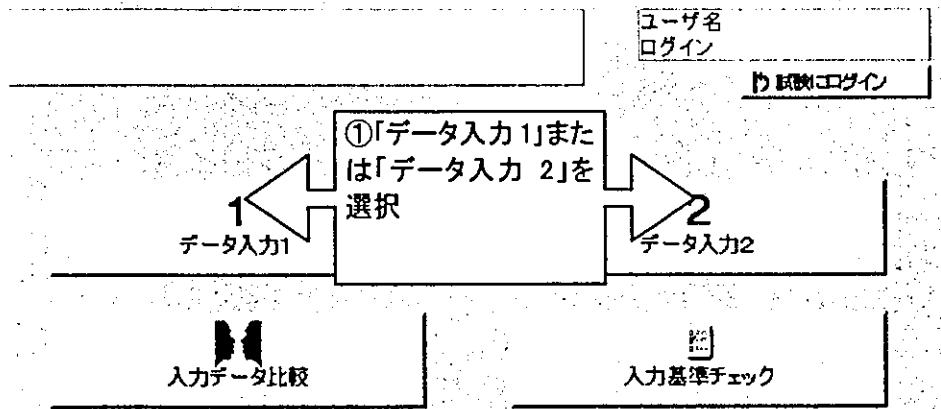 ユーザ名
ログイン
試験にログイン
①「データ入力1」また
は「データ入力 2」を
選択
1
2
データ入力1
データ入力2
入力データ比較
入力基準チェック